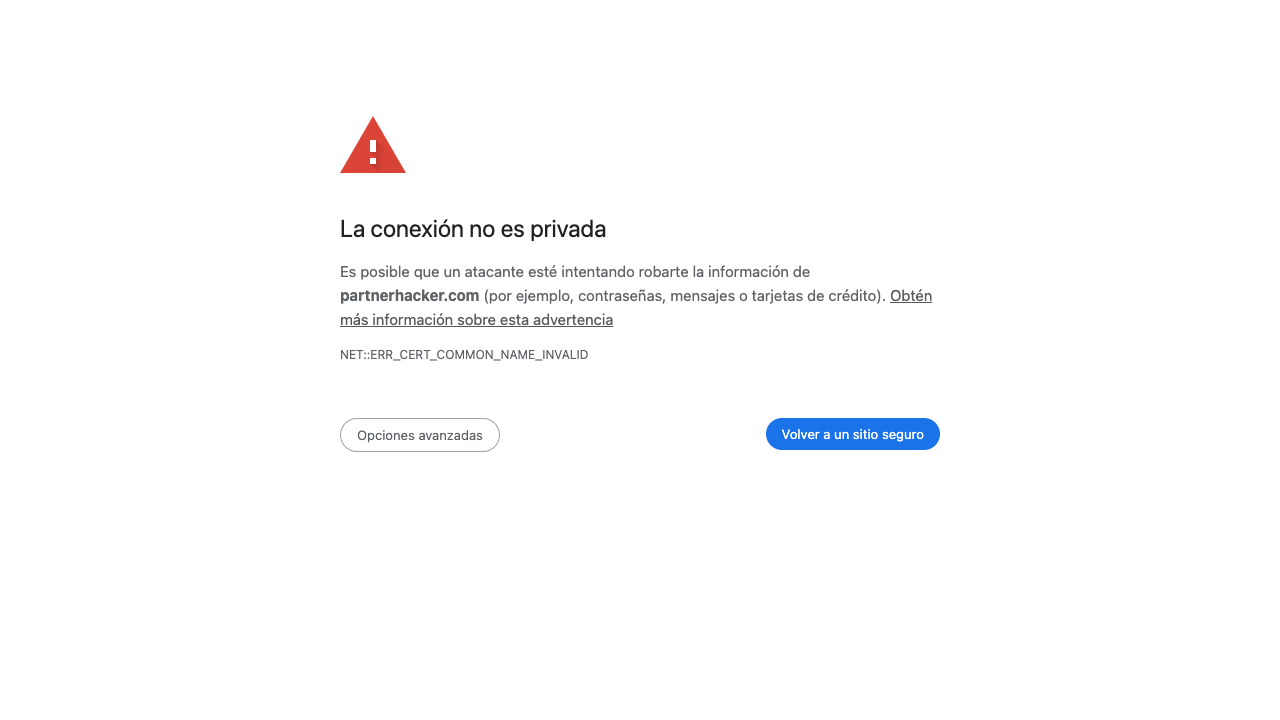 La conexión no es privada
Es posible que un atacante esté intentando robarte la información de
partnerhacker.com (por ejemplo, contraseñas, mensajes o tarjetas de crédito). Obtén
más información sobre esta advertencia
NET::ERR_CERT_COMMON_NAME_INVALID
Opciones avanzadas
Volver a un sitio seguro